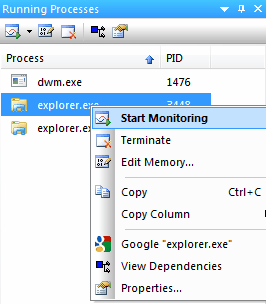 Running Processes
Process PID
dwm.exe 1476
explorer.exe 3448
explorer.ex
Start Monitoring
Terminate
Edit Memory...
Copy Ctrl+C
Copy Column
Google "explorer.exe"
View Dependencies
Properties...